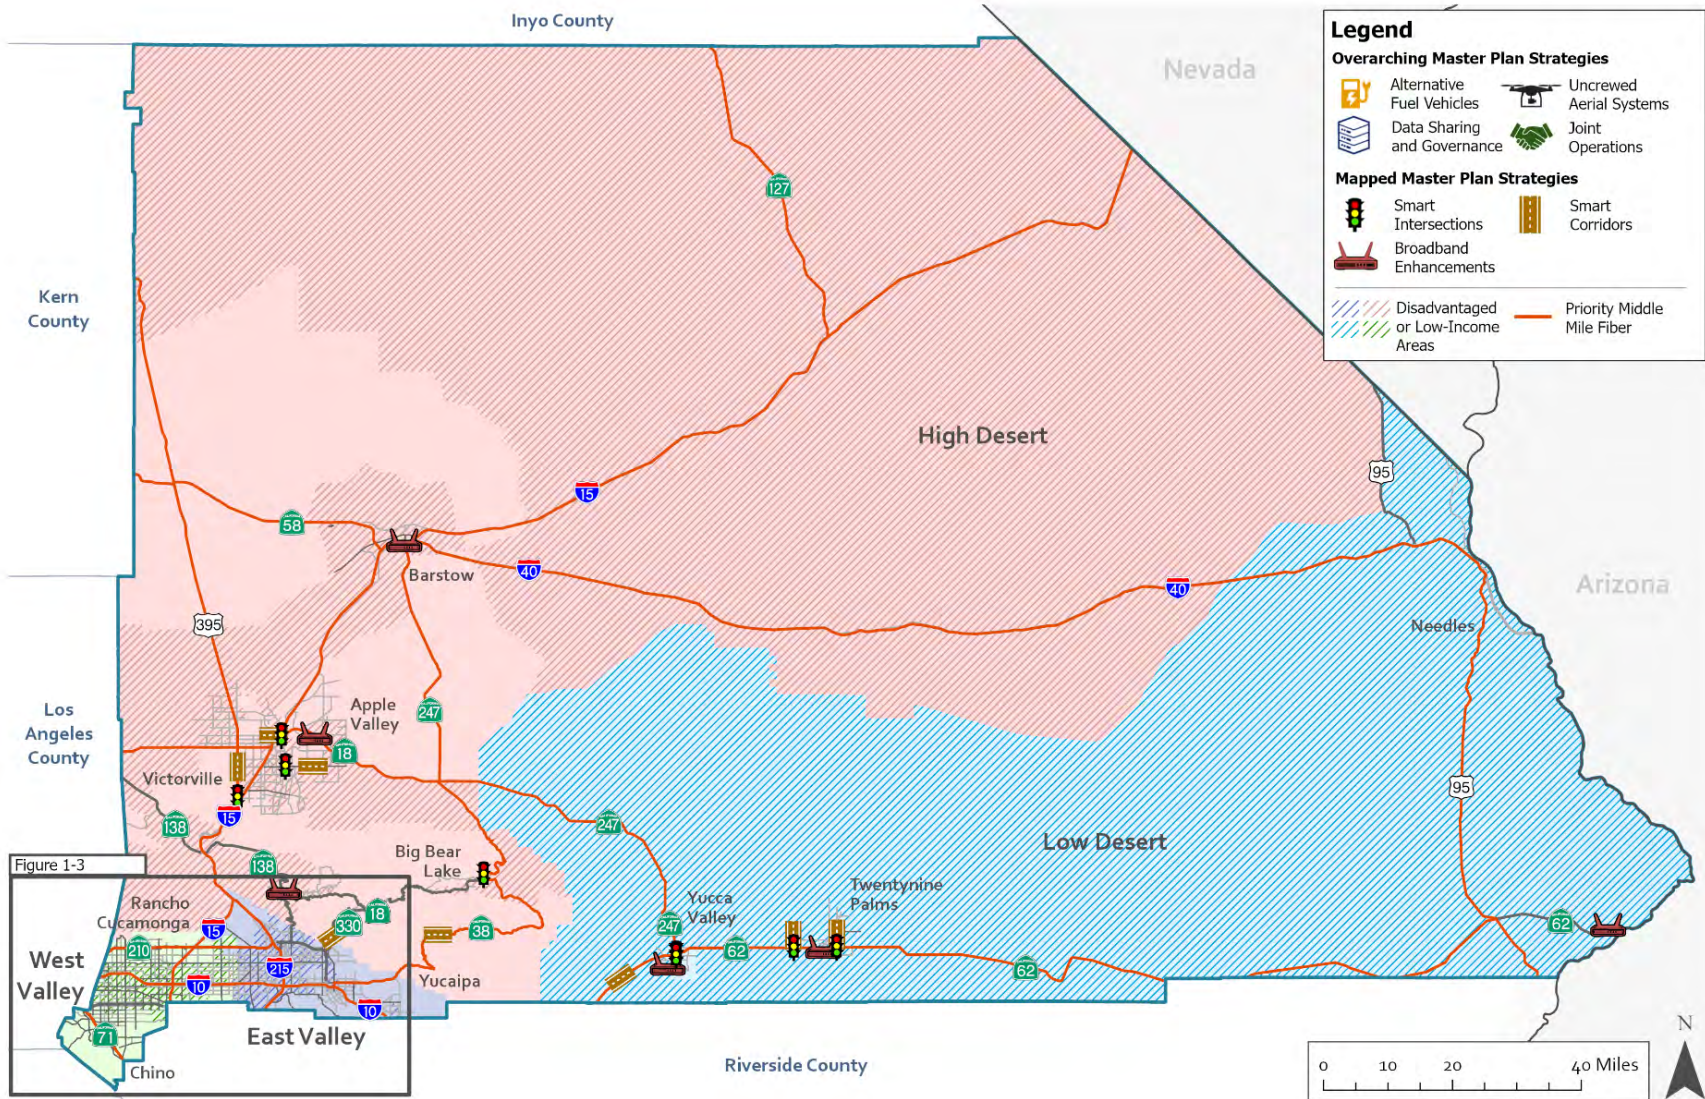 Inyo County
Nevada
Legend
Overarching Master Plan Strategies
Alternative
Fuel Vehicles
Uncrewed
Aerial Systems
Data Sharing
and Governance
Joint
Operations
Mapped Master Plan Strategies
Smart
Intersections
Smart
Corridors
Broadband
Enhancements
Disadvantaged
or Low-Income
Areas
Priority Middle
Mile Fiber
127
Kern
County
High Desert
95
15
58
Barstow
40
40
Arizona
395
Needles
Los
Angeles
County
Apple
Valley
247
18
Victorville
95
15
138
247
Low Desert
138
Big Bear
Lake
Figure 1-3
Rancho
Cucamonga
15
330
18
38
Yucca
Valley
247
Twentynine
Palms
62
62
210
West
Valley
215
10
Yucaipa
62
10
71
East Valley
Chino
Riverside County
N
0 10 20 40 Miles